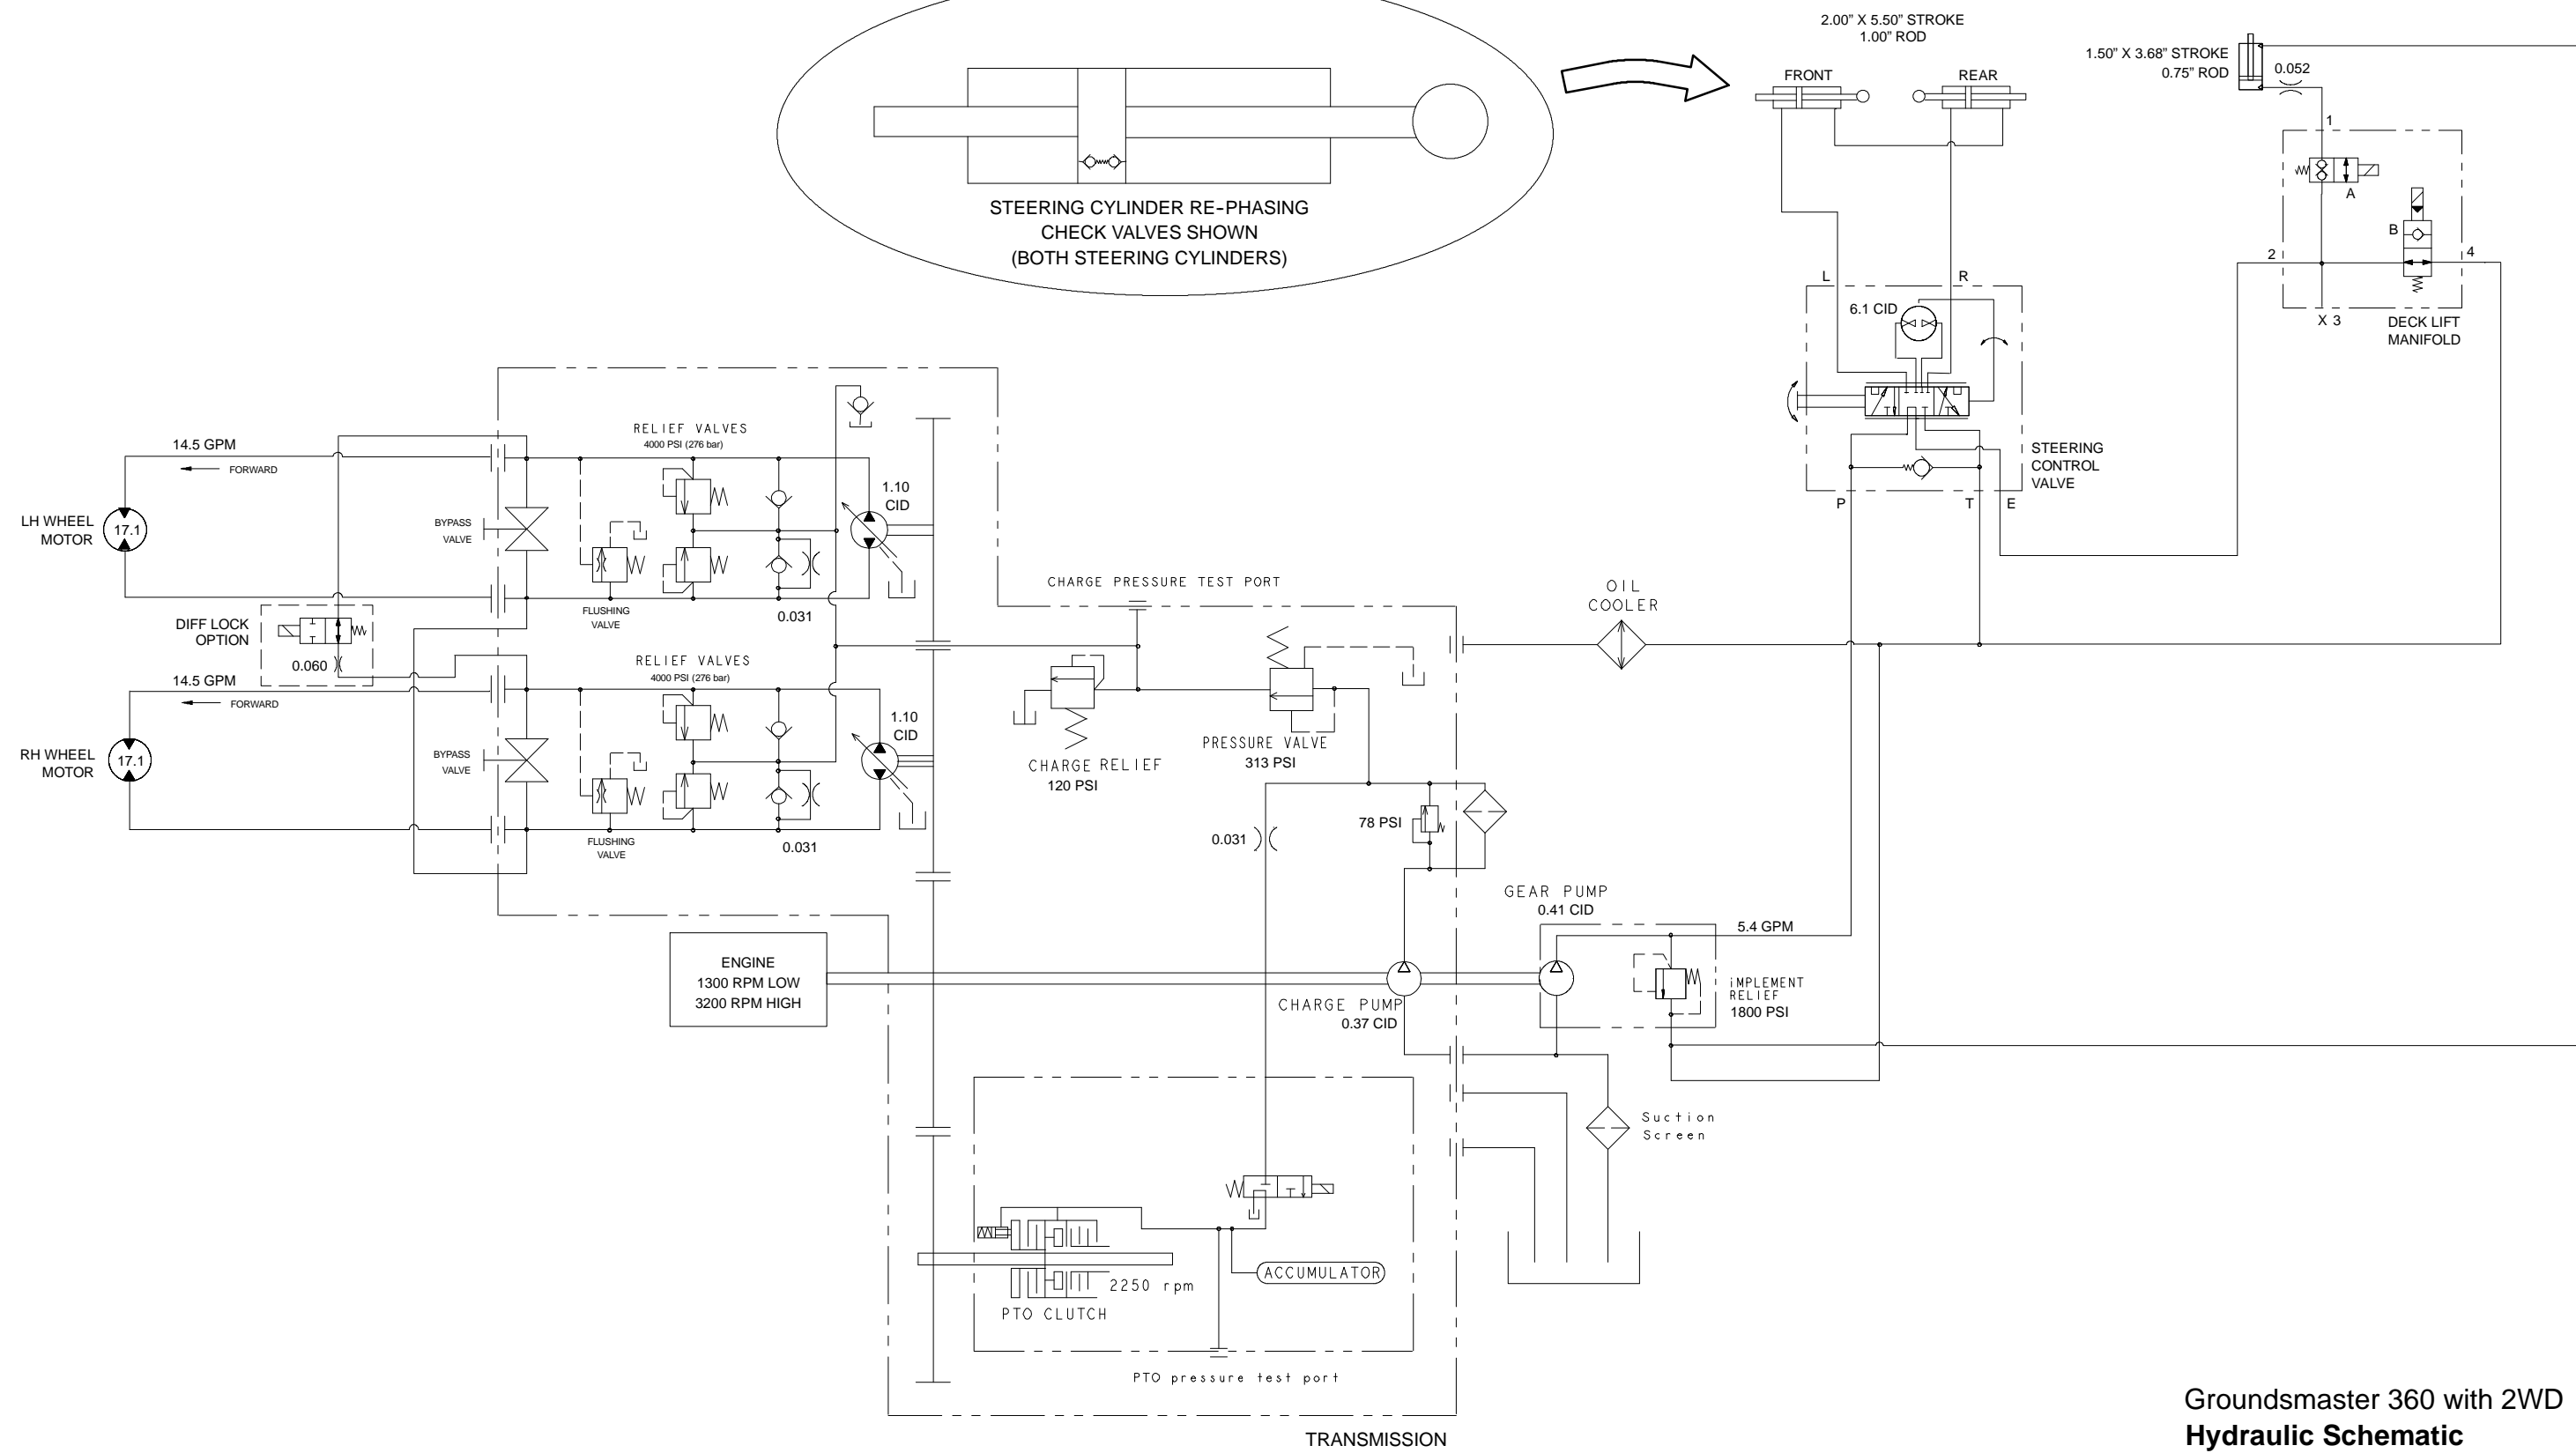 2.00” X 5.50” STROKE
1.00” ROD
FRONT
REAR
1.50” X 3.68” STROKE
0.75” ROD
0.052
1
A
B
2
4
X 3
DECK LIFT
MANIFOLD
STEERING CYLINDER RE-PHASING
CHECK VALVES SHOWN
(BOTH STEERING CYLINDERS)
L
R
6.1 CID
STEERING
CONTROL
VALVE
P
T
E
14.5 GPM
FORWARD
LH WHEEL
MOTOR
17.1
BYPASS
VALVE
RELIEF VALVES
4000 PSI (276 bar)
1.10
CID
FLUSHING
VALVE
0.031
DIFF LOCK
OPTION
0.060
14.5 GPM
FORWARD
RH WHEEL
MOTOR
17.1
BYPASS
VALVE
RELIEF VALVES
4000 PSI (276 bar)
1.10
CID
FLUSHING
VALVE
0.031
CHARGE PRESSURE TEST PORT
OIL
COOLER
CHARGE RELIEF
120 PSI
PRESSURE VALVE
313 PSI
0.031
78 PSI
GEAR PUMP
0.41 CID
5.4 GPM
ENGINE
1300 RPM LOW
3200 RPM HIGH
CHARGE PUMP
0.37 CID
iMPLEMENT
RELIEF
1800 PSI
Suction
Screen
ACCUMULATOR
2250 rpm
PTO CLUTCH
PTO pressure test port
TRANSMISSION
Groundsmaster 360 with 2WD
Hydraulic Schematic